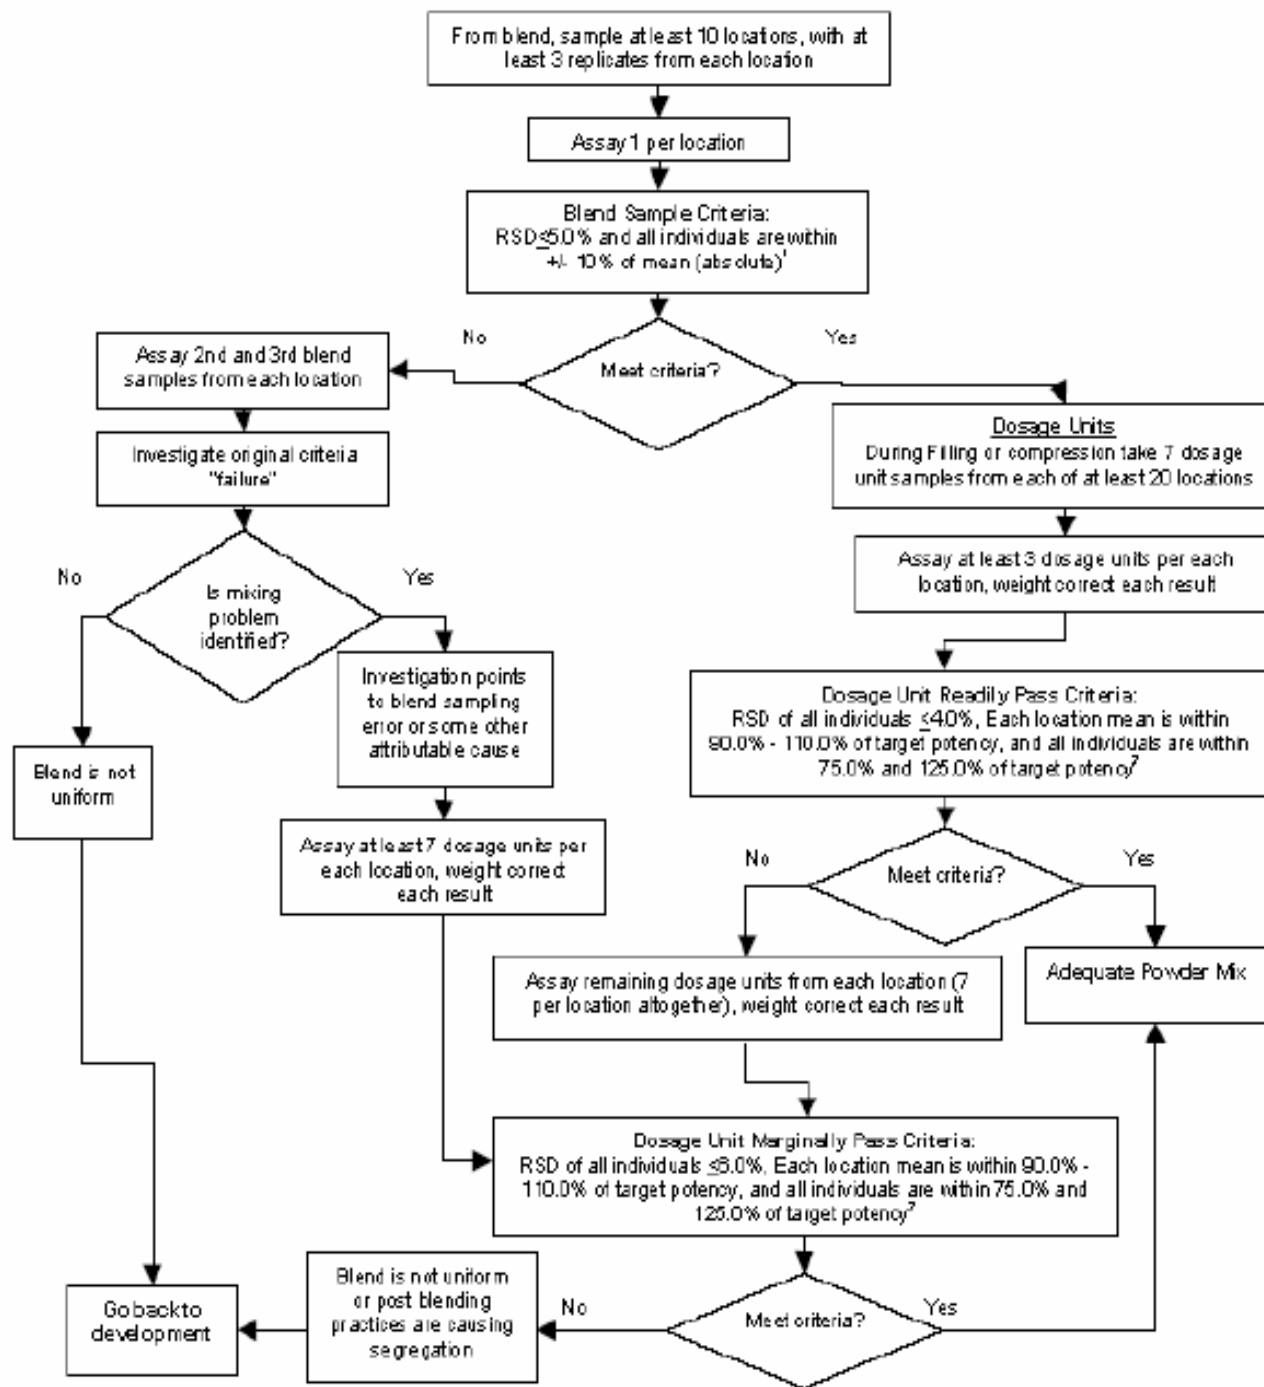 From blend, sample at least 10 locations, with at
least 3 replicates from each location
Assay 1 per location
Blend Sample Criteria:
RSD≤5.0% and all individuals are within
+/- 10% of mean (absolute)¹
No
Yes
Meet criteria?
Assay 2nd and 3rd blend
samples from each location
Dosage Units
During Filling or compression take 7 dosage
unit samples from each of at least 20 locations
Investigate original criteria
"failure"
Assay at least 3 dosage units per each
location, weight correct each result
No
Yes
Is mixing
problem
identified?
Investigation points
to blend sampling
error or some other
attributable cause
Dosage Unit Readily Pass Criteria:
RSD of all individuals ≤4.0%, Each location mean is within
90.0% - 110.0% of target potency, and all individuals are within
75.0% and 125.0% of target potency⁷
Blend is not
uniform
Assay at least 7 dosage units per
each location, weight correct
each result
No
Yes
Meet criteria?
Assay remaining dosage units from each location (7
per location altogether), weight correct each result
Adequate Powder Mix
Dosage Unit Marginally Pass Criteria:
RSD of all individuals ≤6.0%, Each location mean is within 90.0% -
110.0% of target potency, and all individuals are within 75.0% and
125.0% of target potency⁷
Go back to
development
Blend is not uniform
or post blending
practices are causing
segregation
No
Yes
Meet criteria?